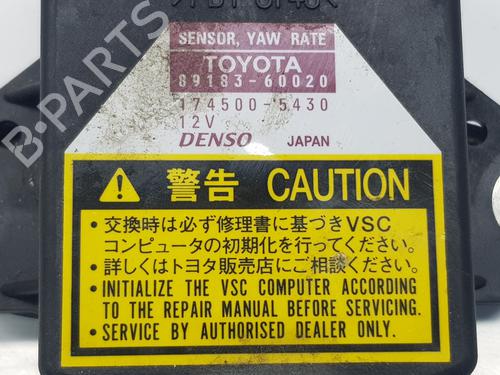 >PBT-GF40<
SENSOR, YAW RATE
TOYOTA
89183-60020
174500-5430
12V
DENSO JAPAN
警告 CAUTION
・交換時は必ず修理書に基づきVSC
コンピュータの初期化を行ってください。
・詳しくはトヨタ販売店にご相談ください。
・INITIALIZE THE VSC COMPUTER ACCORDING
TO THE REPAIR MANUAL BEFORE SERVICING.
・SERVICE BY AUTHORISED DEALER ONLY.
B-PARTS